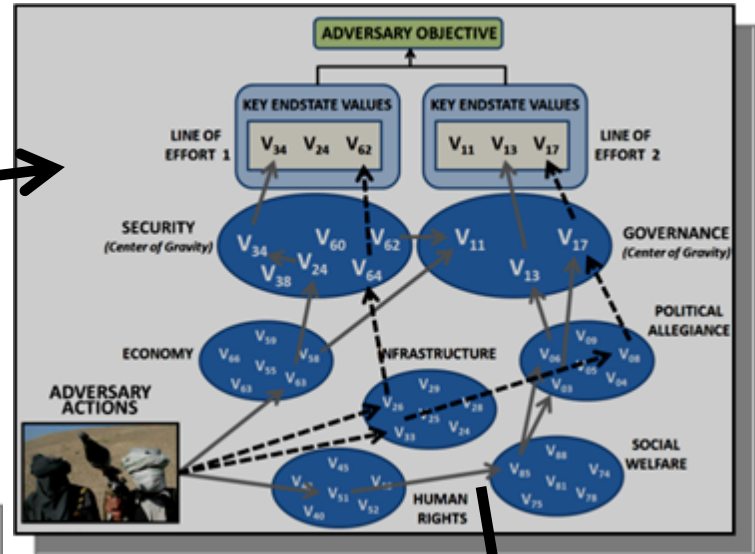 ADVERSARY OBJECTIVE
KEY ENDSTATE VALUES
KEY ENDSTATE VALUES
LINE OF
EFFORT 1
V34 V24 V62
V11 V13 V17
LINE OF
EFFORT 2
SECURITY
(Center of Gravity)
V34 V60 V62
V38 V24 V64
V11 V17
V13
GOVERNANCE
(Center of Gravity)
POLITICAL
ALLEGIANCE
ECONOMY
V59
V66 V58
V55
V63 V63
NFRASTRUCTURE
V29
V26 V28
V25
V33 V24
V09
V06 V08
V05
V03 V04
ADVERSARY
ACTIONS
V45
V51
V40 V52
HUMAN
RIGHTS
V88
V85 V74
V81
V75 V78
SOCIAL
WELFARE